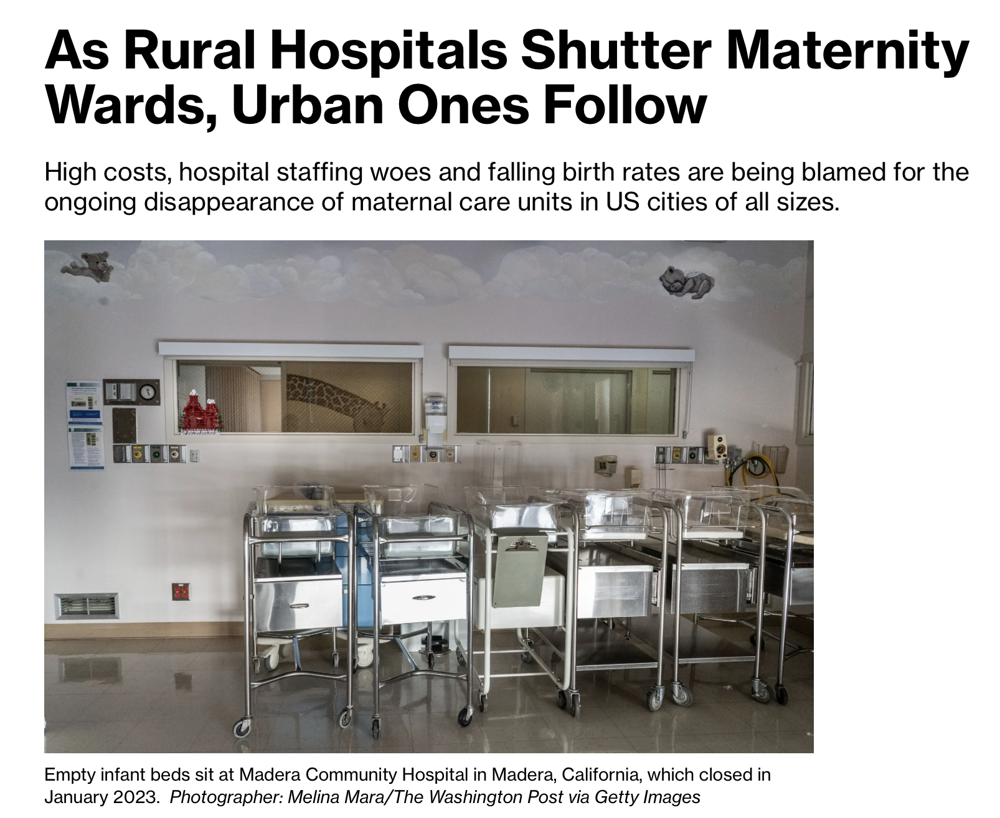 As Rural Hospitals Shutter Maternity
Wards, Urban Ones Follow
High costs, hospital staffing woes and falling birth rates are being blamed for the
ongoing disappearance of maternal care units in US cities of all sizes.
Empty infant beds sit at Madera Community Hospital in Madera, California, which closed in
January 2023.  Photographer: Melina Mara/The Washington Post via Getty Images